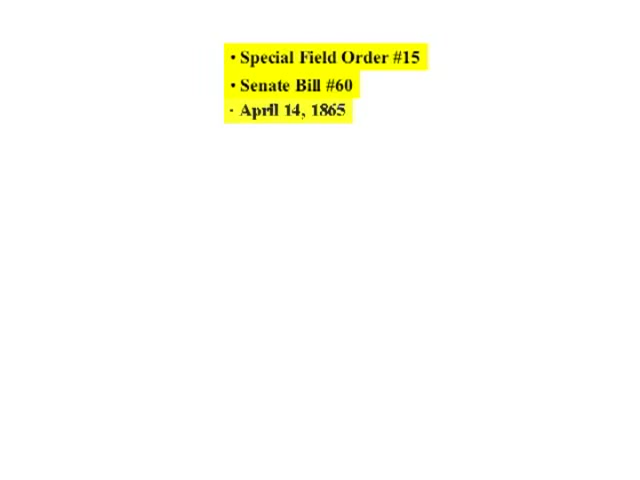 • Special Field Order #15
• Senate Bill #60
• April 14, 1865